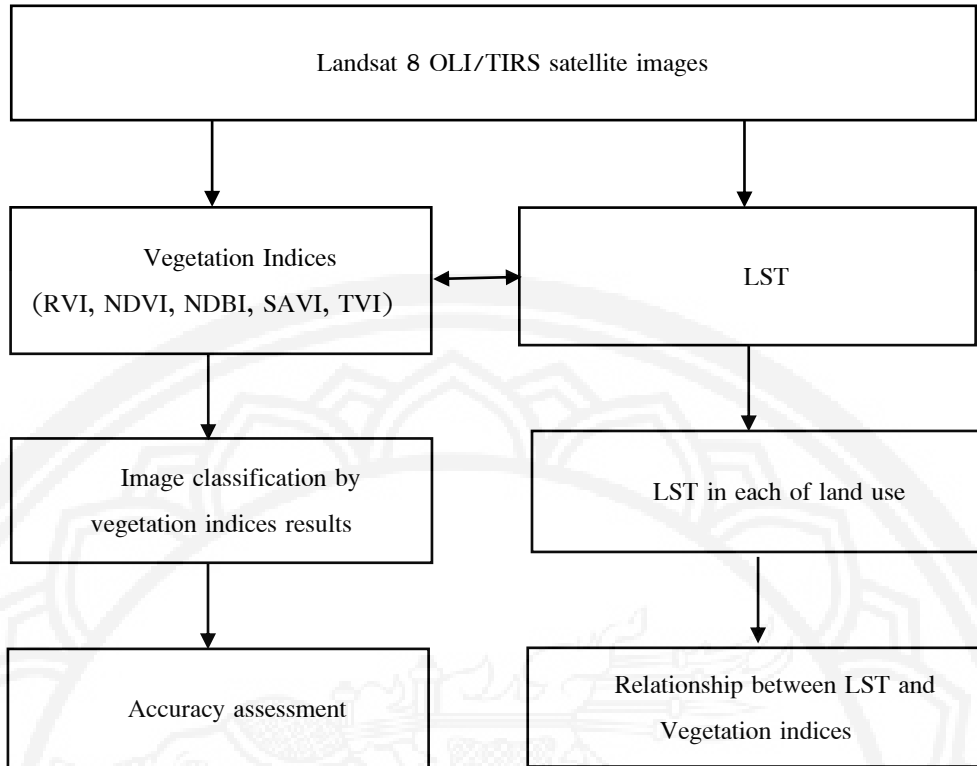 Landsat 8 OLI/TIRS satellite images
Vegetation Indices
(RVI, NDVI, NDBI, SAVI, TVI)
LST
Image classification by
vegetation indices results
LST in each of land use
Accuracy assessment
Relationship between LST and
Vegetation indices